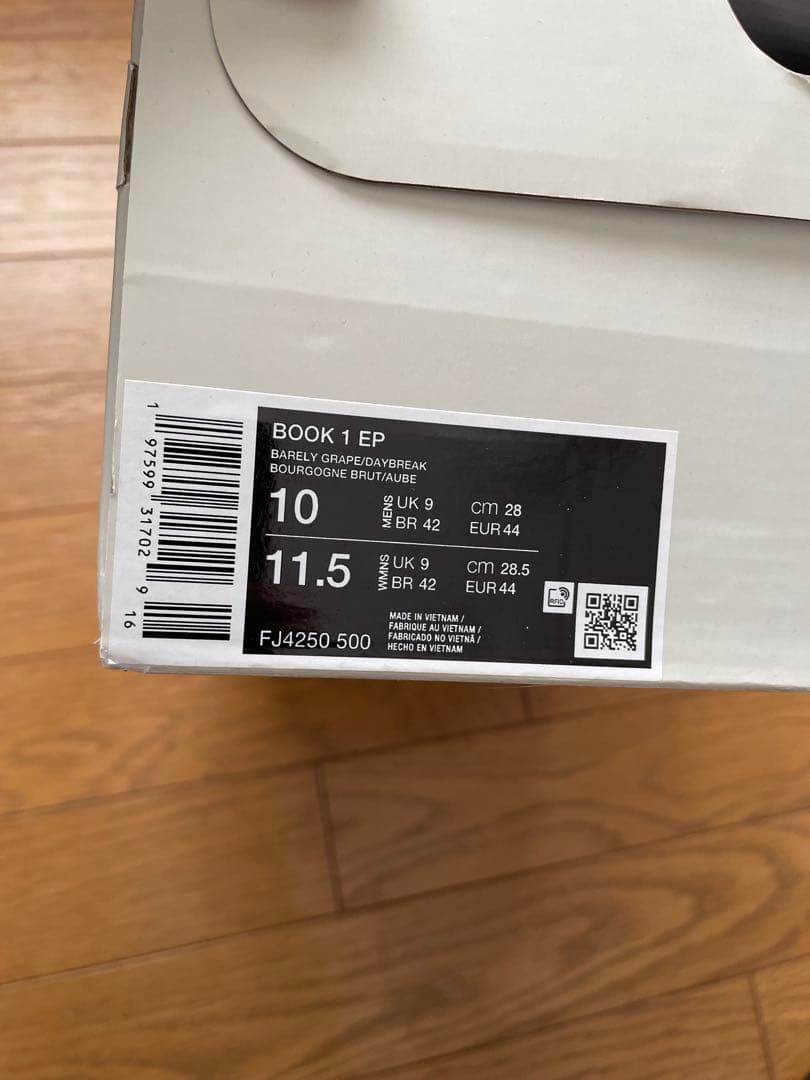 BOOK 1 EP
BARELY GRAPE/DAYBREAK
BOURGOGNE BRUT/AUBE
10 MENS UK 9 cm 28
BR 42 EUR 44
11.5 WMNS UK 9 cm 28.5
BR 42 EUR 44
FJ4250 500
MADE IN VIETNAM /
FABRIQUE AU VIETNAM /
FABRICADO NO VIETNÃ /
HECHO EN VIETNAM
RFID
1 97599 31702 9 16